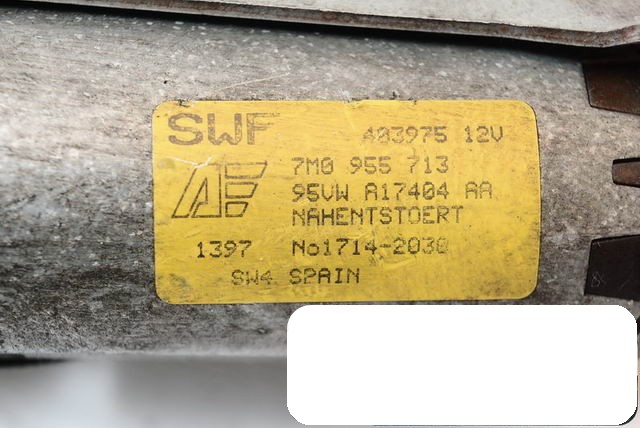 SWF 403975 12V
7M0 955 713
95VW A17404 AA
NAHENTSTOERT
1397 No1714-2030
SW4 SPAIN